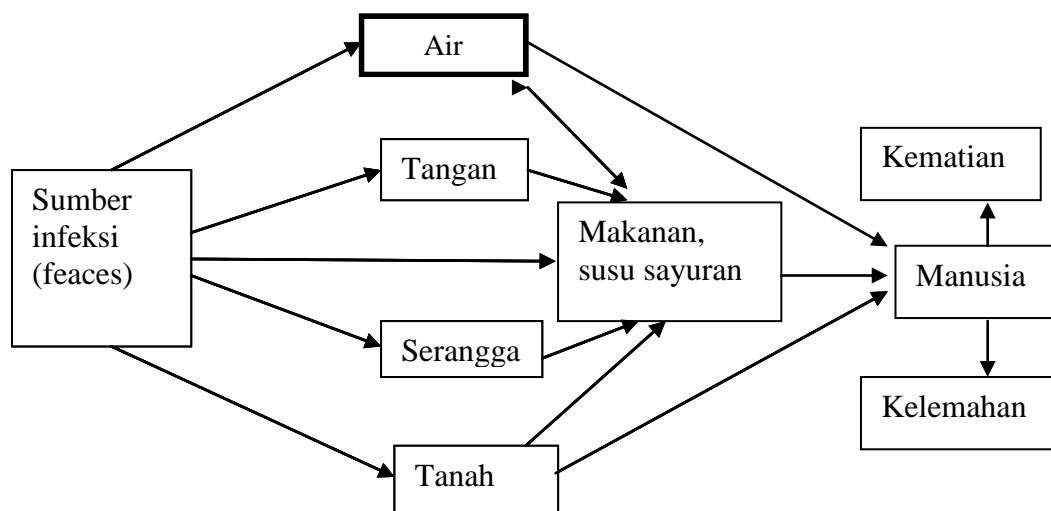 Air
Tangan
Sumber
infeksi
(feaces)
Makanan,
susu sayuran
Serangga
Tanah
Kematian
Manusia
Kelemahan